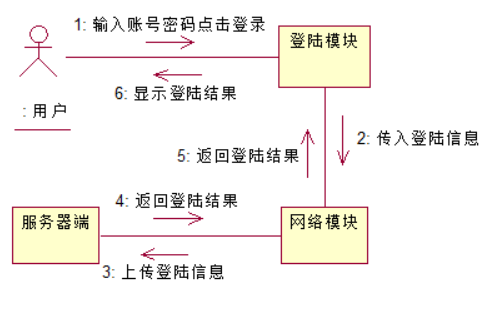 1: 输入账号密码点击登录
登陆模块
6: 显示登陆结果
: 用户
2: 传入登陆信息
5: 返回登陆结果
4: 返回登陆结果
服务器端
网络模块
3: 上传登陆信息